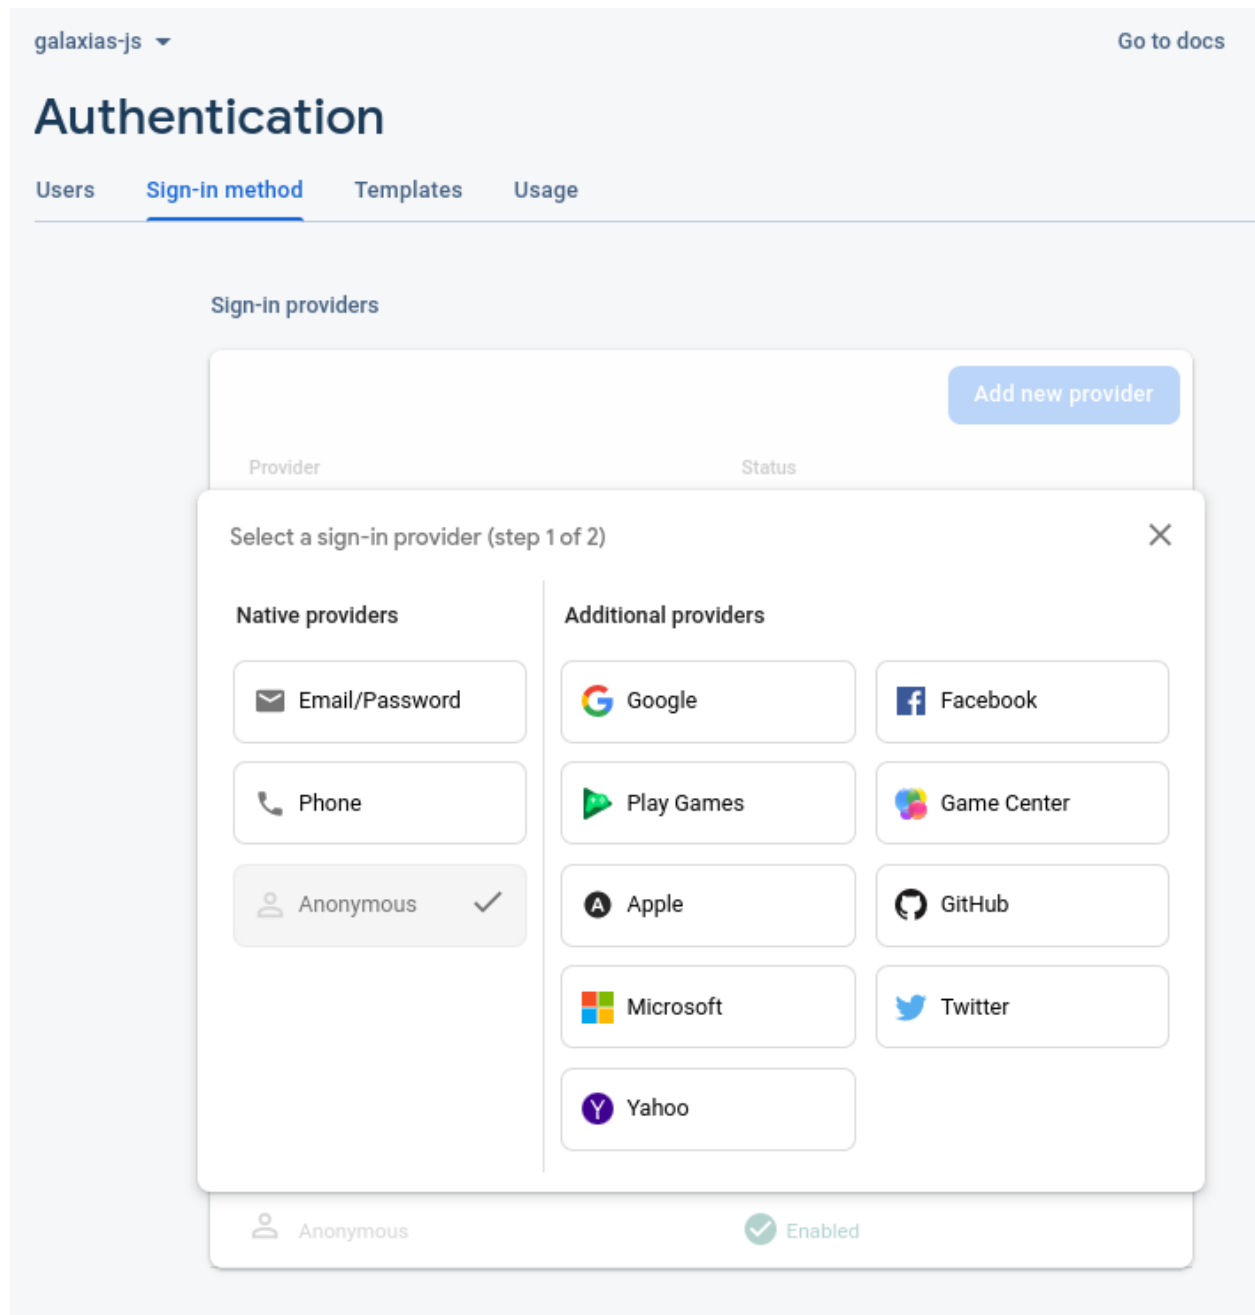 galaxias-js
Go to docs
Authentication
Users
Sign-in method
Templates
Usage
Sign-in providers
Add new provider
Provider
Status
Select a sign-in provider (step 1 of 2)
Native providers
Additional providers
Email/Password
Google
Facebook
Phone
Play Games
Game Center
Anonymous
Apple
GitHub
Microsoft
Twitter
Yahoo
Anonymous
Enabled